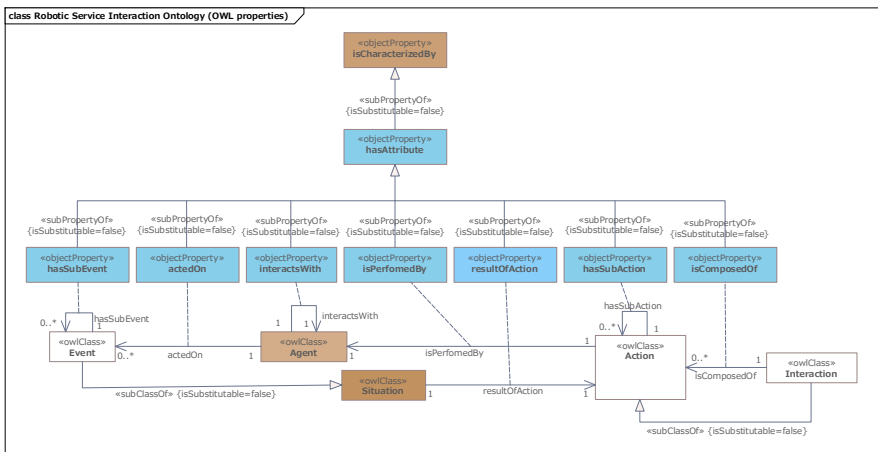 class Robotic Service Interaction Ontology (OWL properties)
«objectProperty»
isCharacterizedBy
«subPropertyOf»
{isSubstitutable=false}
«objectProperty»
hasAttribute
«subPropertyOf»
{isSubstitutable=false}
«subPropertyOf»
{isSubstitutable=false}
«subPropertyOf»
{isSubstitutable=false}
«subPropertyOf»
{isSubstitutable=false}
«subPropertyOf»
{isSubstitutable=false}
«subPropertyOf»
{isSubstitutable=false}
«subPropertyOf»
{isSubstitutable=false}
«objectProperty»
hasSubEvent
«objectProperty»
actedOn
«objectProperty»
interactsWith
«objectProperty»
isPerfomedBy
«objectProperty»
resultOfAction
«objectProperty»
hasSubAction
«objectProperty»
isComposedOf
hasSubEvent
0..*
1
interactsWith
1
1
hasSubAction
0..*
1
«owlClass»
Event
0..*
actedOn
1
«owlClass»
Agent
1
isPerfomedBy
1
«owlClass»
Action
0..*
isComposedOf
1
«owlClass»
Interaction
«subClassOf» {isSubstitutable=false}
«owlClass»
Situation
1
resultOfAction
1
«subClassOf» {isSubstitutable=false}